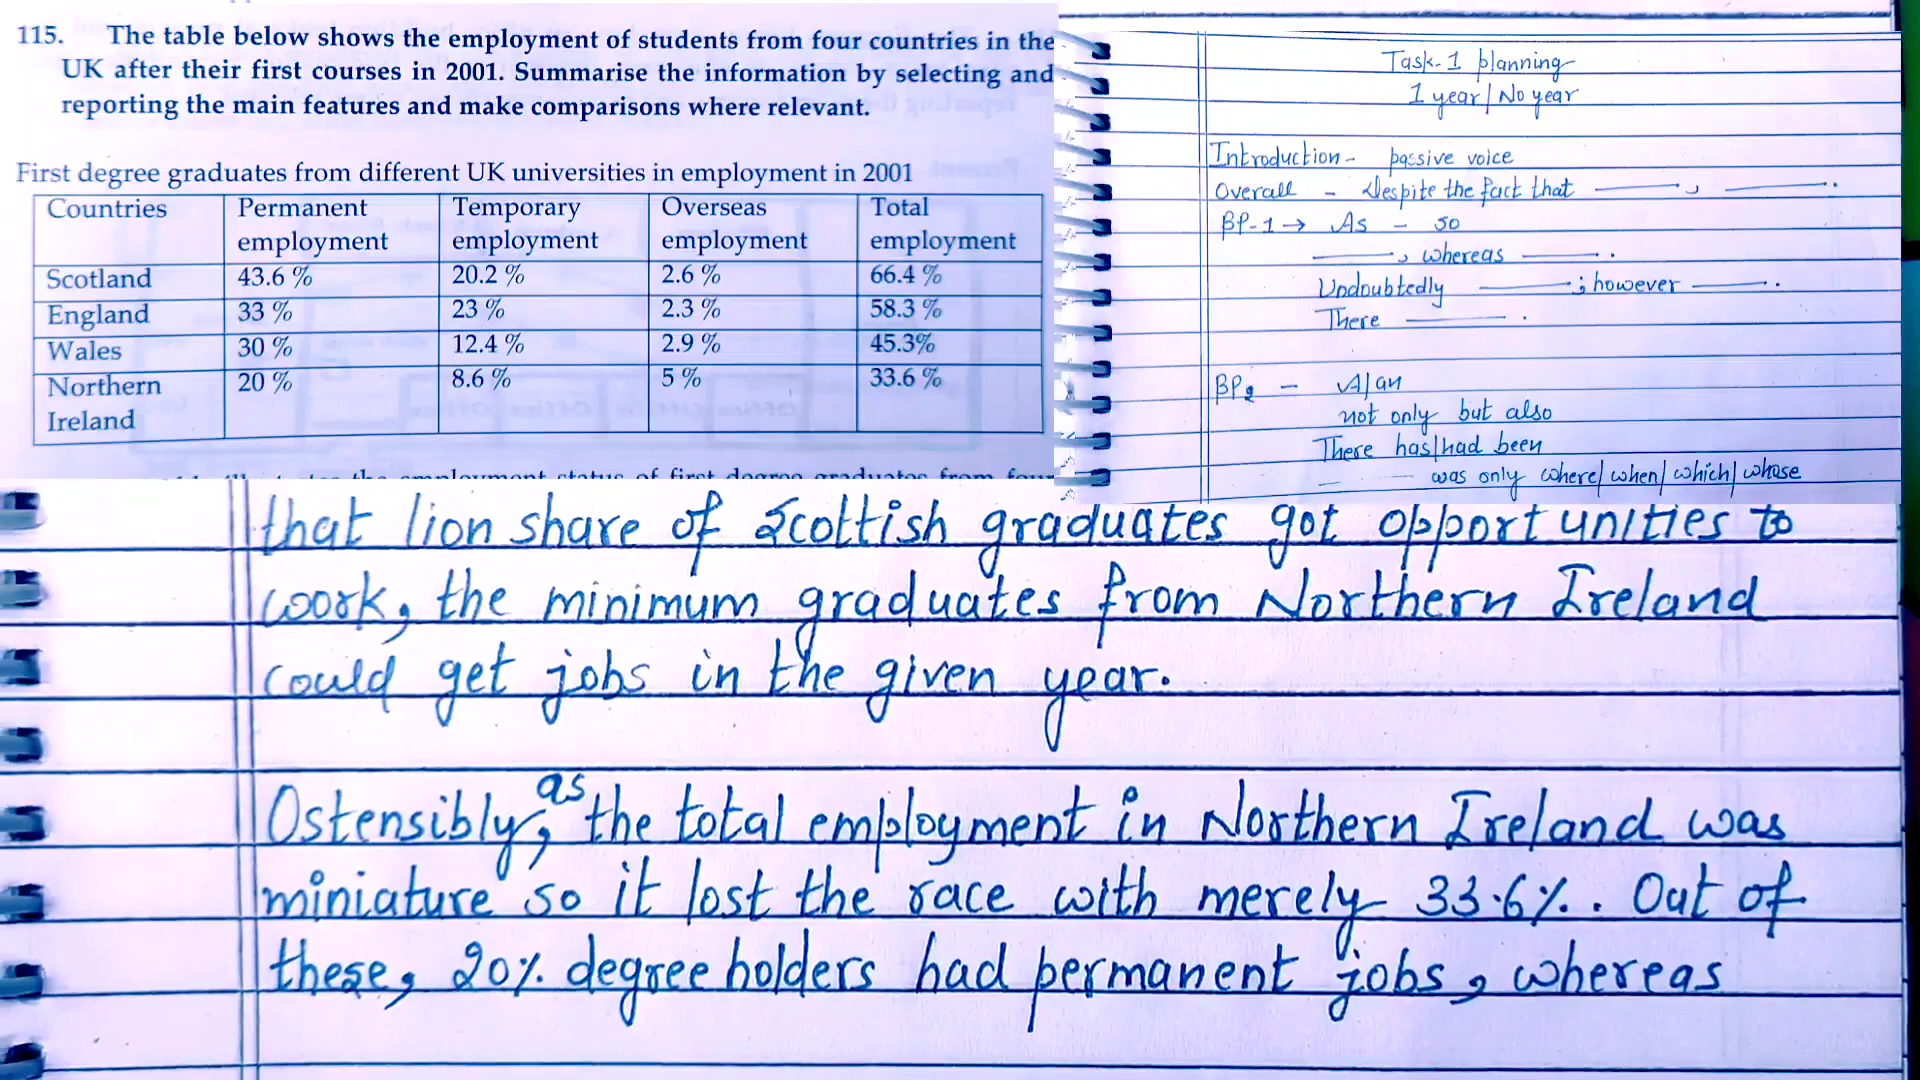 115. The table below shows the employment of students from four countries in the
UK after their first courses in 2001. Summarise the information by selecting and
reporting the main features and make comparisons where relevant.
First degree graduates from different UK universities in employment in 2001
Countries Permanent employment Temporary employment Overseas employment Total employment
Scotland 43.6 % 20.2 % 2.6 % 66.4 %
England 33 % 23 % 2.3 % 58.3 %
Wales 30 % 12.4 % 2.9 % 45.3%
Northern Ireland 20 % 8.6 % 5 % 33.6 %
Task-1 planning
1 year/No year
Introduction - passive voice
Overall - despite the fact that ——, ——.
BP-1 → As - so
——, whereas ——.
Undoubtedly ——; however ——.
There ——.
BP2 - A/an
not only but also
There has/had been
— — was only where/when/which/whose
that lion share of Scottish graduates got opportunities to
work, the minimum graduates from Northern Ireland
could get jobs in the given year.
Ostensibly, as the total employment in Northern Ireland was
miniature so it lost the race with merely 33.6%. Out of
these, 20% degree holders had permanent jobs, whereas